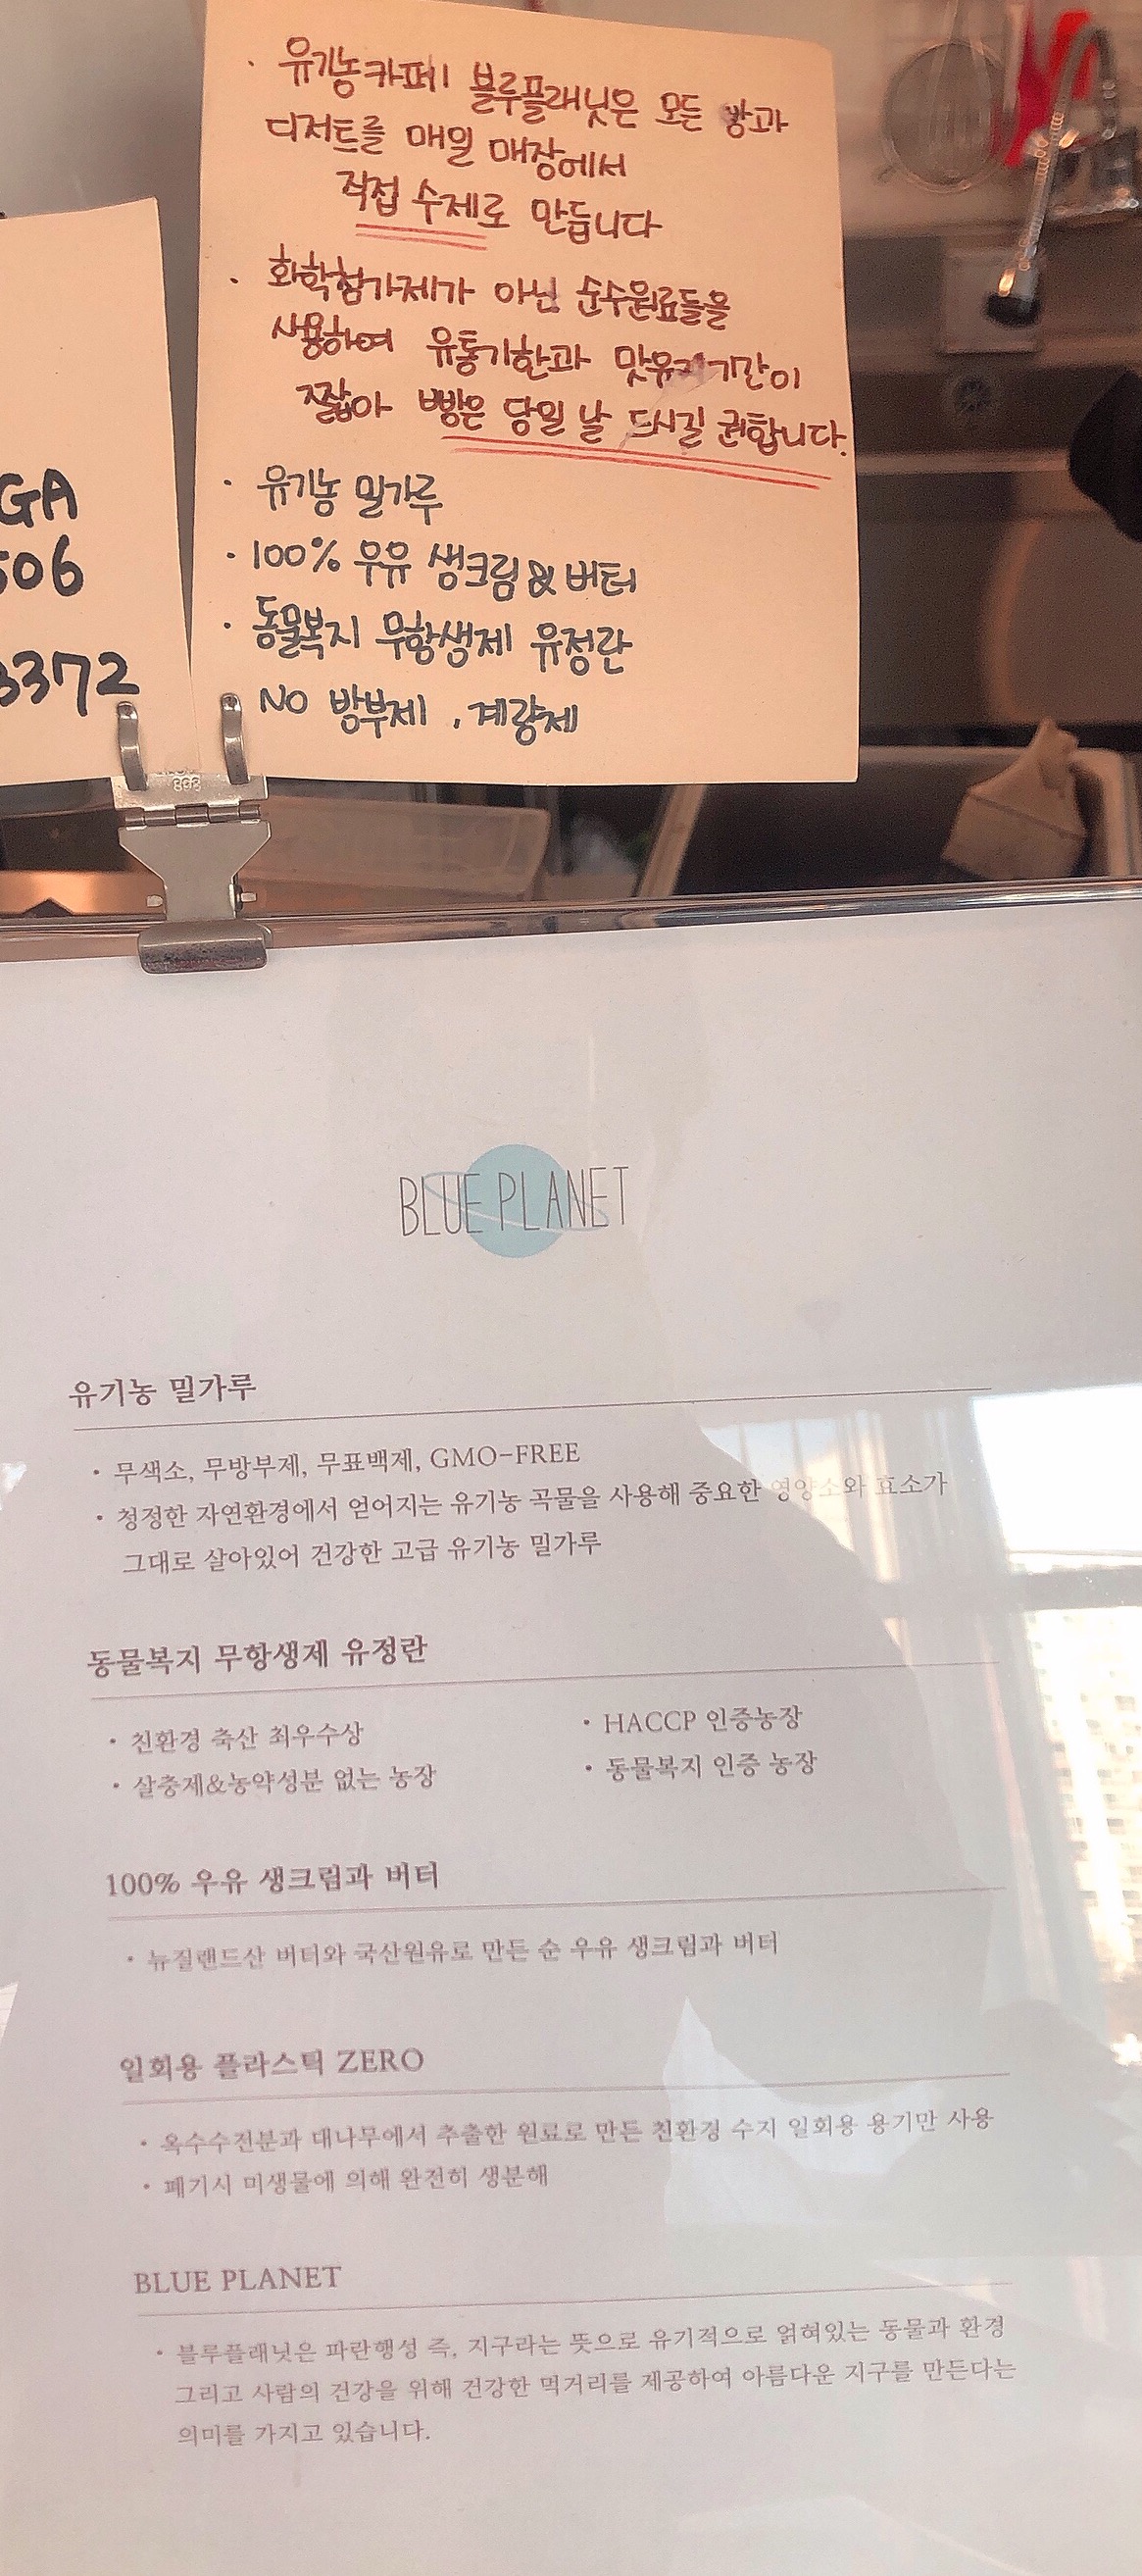 GA
506
3372
· 유기농카페 블루플래닛은 모든 빵과
디저트를 매일 매장에서
직접 수제로 만듭니다
· 화학첨가제가 아닌 순수원료들을
사용하여 유통기한과 맛유지기간이
짧아 빵은 당일 날 드시길 권합니다.
· 유기농 밀가루
· 100% 우유 생크림 & 버터
· 동물복지 무항생제 유정란
NO 방부제, 계량제
BLUE PLANET
유기농 밀가루
· 무색소, 무방부제, 무표백제, GMO-FREE
· 청정한 자연환경에서 얻어지는 유기농 곡물을 사용해 중요한 영양소와 효소가
그대로 살아있어 건강한 고급 유기농 밀가루
동물복지 무항생제 유정란
· 친환경 축산 최우수상
· HACCP 인증농장
· 살충제&농약성분 없는 농장
· 동물복지 인증 농장
100% 우유 생크림과 버터
· 뉴질랜드산 버터와 국산원유로 만든 순 우유 생크림과 버터
일회용 플라스틱 ZERO
· 옥수수전분과 대나무에서 추출한 원료로 만든 친환경 수지 일회용 용기만 사용
· 폐기시 미생물에 의해 완전히 생분해
BLUE PLANET
· 블루플래닛은 파란행성 즉, 지구라는 뜻으로 유기적으로 얽혀있는 동물과 환경
그리고 사람의 건강을 위해 건강한 먹거리를 제공하여 아름다운 지구를 만든다는
의미를 가지고 있습니다.